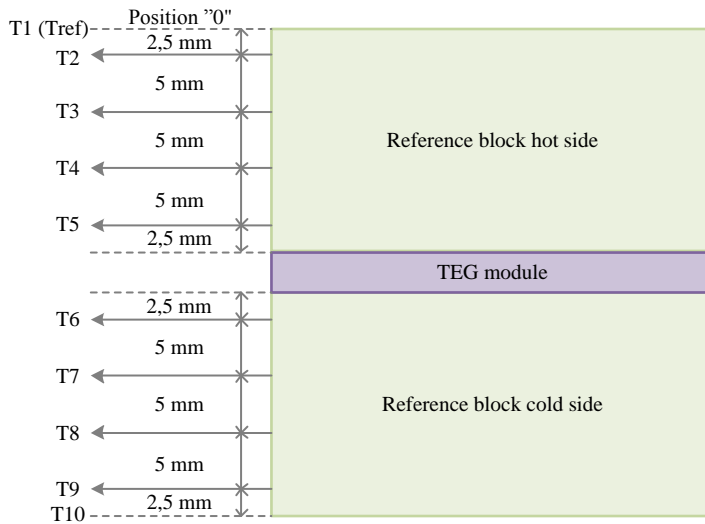 T1 (Tref) Position ”0"
2,5 mm
T2
5 mm
T3
5 mm
Reference block hot side
T4
5 mm
T5
2,5 mm
TEG module
2,5 mm
T6
5 mm
T7
5 mm
Reference block cold side
T8
5 mm
T9
2,5 mm
T10